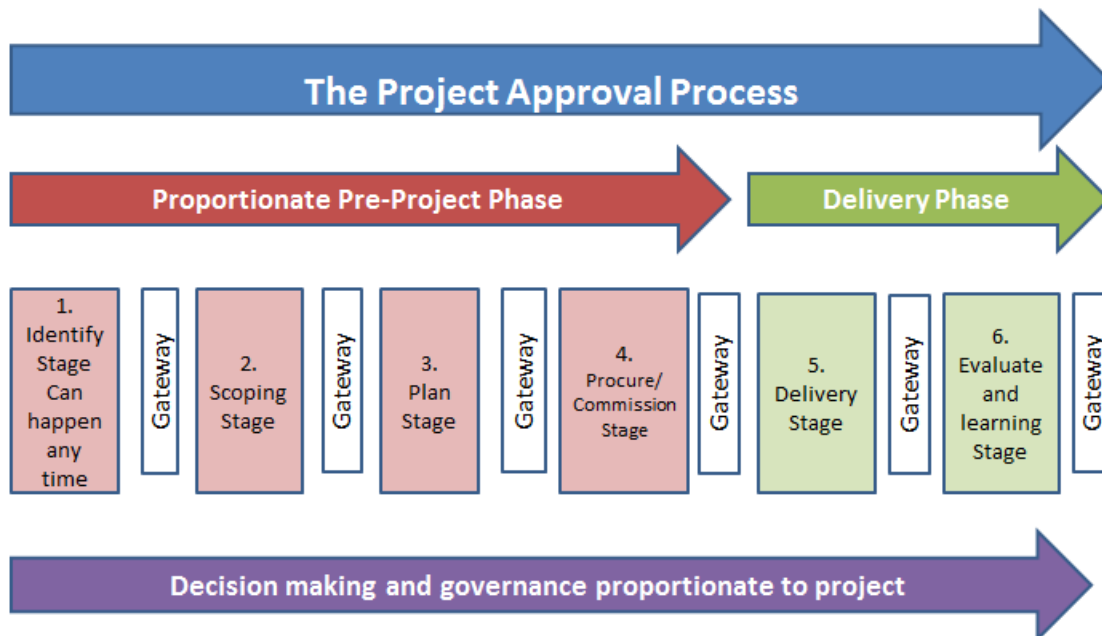 The Project Approval Process
Proportionate Pre-Project Phase
Delivery Phase
1.
Identify
Stage
Can
happen
any
time
Gateway
2.
Scoping
Stage
Gateway
3.
Plan
Stage
Gateway
4.
Procure/
Commission
Stage
Gateway
5.
Delivery
Stage
Gateway
6.
Evaluate
and
learning
Stage
Gateway
Decision making and governance proportionate to project